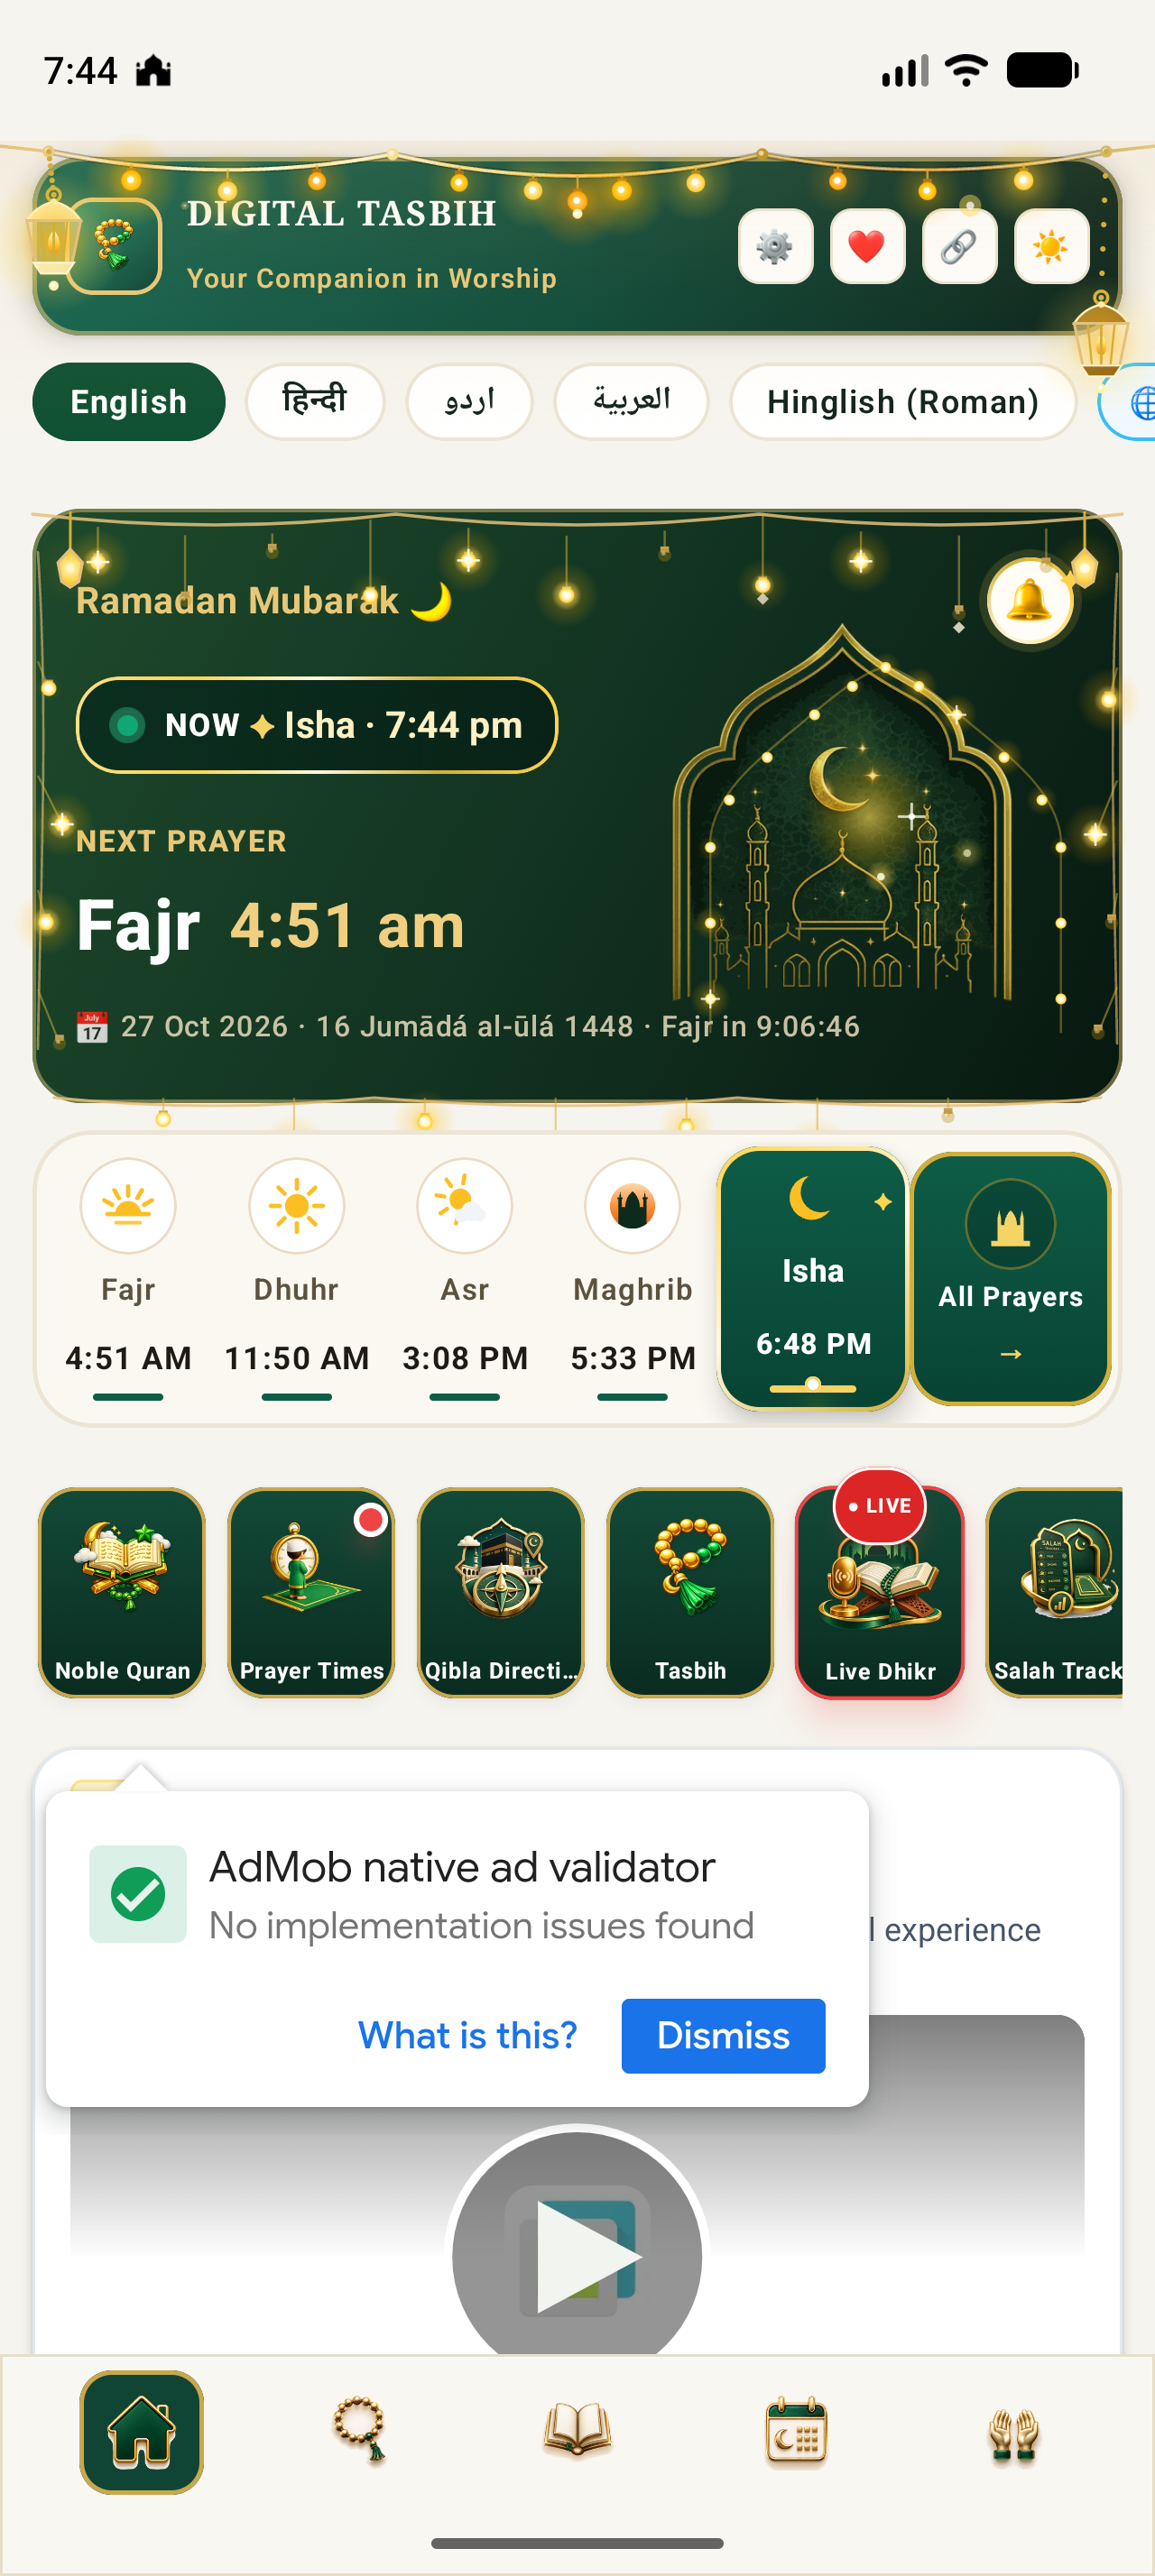 7:44
DIGITAL TASBIH
Your Companion in Worship
English
हिन्दी
اردو
العربية
Hinglish (Roman)
Ramadan Mubarak 🌙
NOW ✦ Isha · 7:44 pm
NEXT PRAYER
Fajr 4:51 am
July 17
27 Oct 2026 · 16 Jumādá al-ūlá 1448 · Fajr in 9:06:46
Fajr
4:51 AM
Dhuhr
11:50 AM
Asr
3:08 PM
Maghrib
5:33 PM
Isha
6:48 PM
All Prayers
→
Noble Quran
Prayer Times
Qibla Directi...
Tasbih
• LIVE
Live Dhikr
SALAH
Salah Track
AdMob native ad validator
No implementation issues found
experience
What is this?
Dismiss